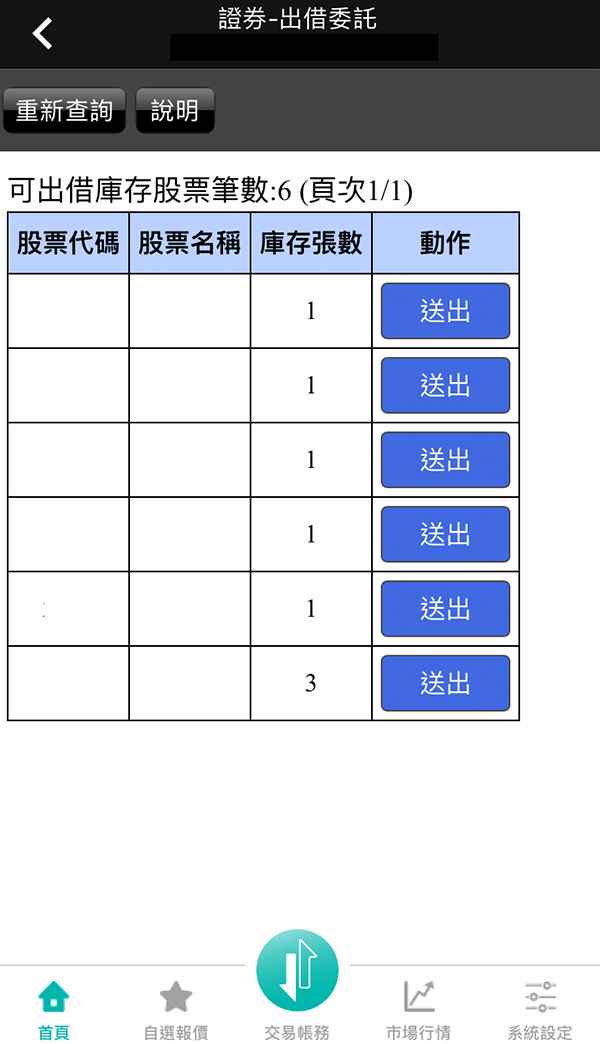 證券-出借委託
重新查詢 說明
可出借庫存股票筆數:6 (頁次1/1)
股票代碼 股票名稱 庫存張數 動作
1 送出
1 送出
1 送出
1 送出
1 送出
3 送出
首頁 自選報價 交易帳務 市場行情 系統設定